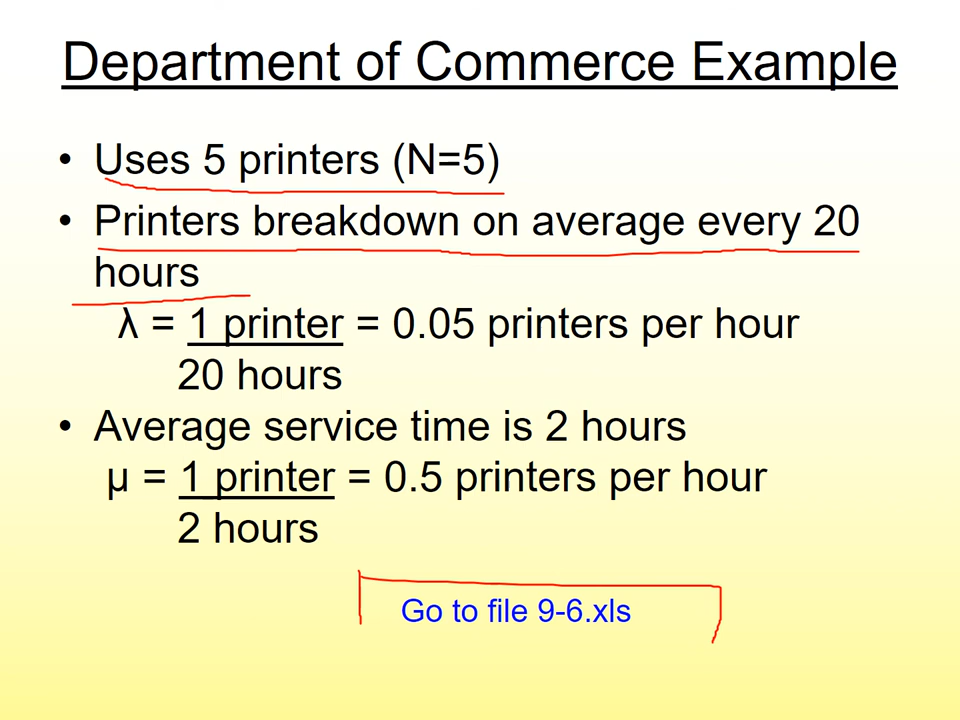 Department of Commerce Example
• Uses 5 printers (N=5)
• Printers breakdown on average every 20
hours
λ = 1 printer = 0.05 printers per hour
20 hours
• Average service time is 2 hours
μ = 1 printer = 0.5 printers per hour
2 hours
Go to file 9-6.xls